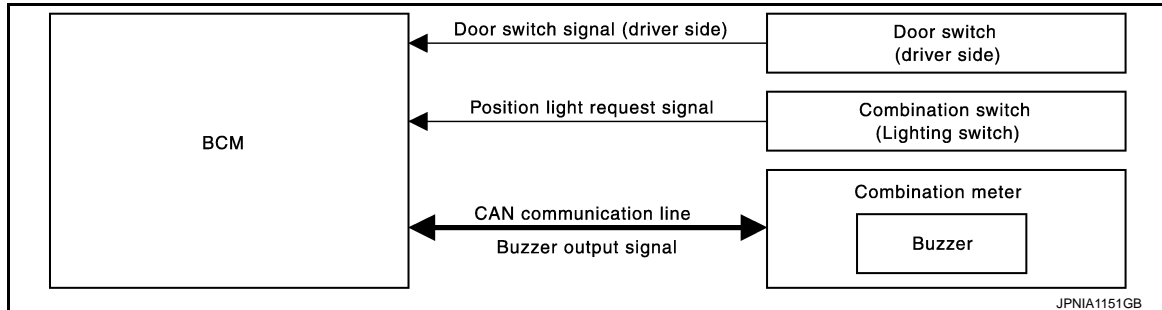 Door switch signal (driver side)
Door switch
(driver side)
Position light request signal
Combination switch
(Lighting switch)
BCM
Combination meter
CAN communication line
Buzzer output signal
Buzzer
JPNIA1151GB